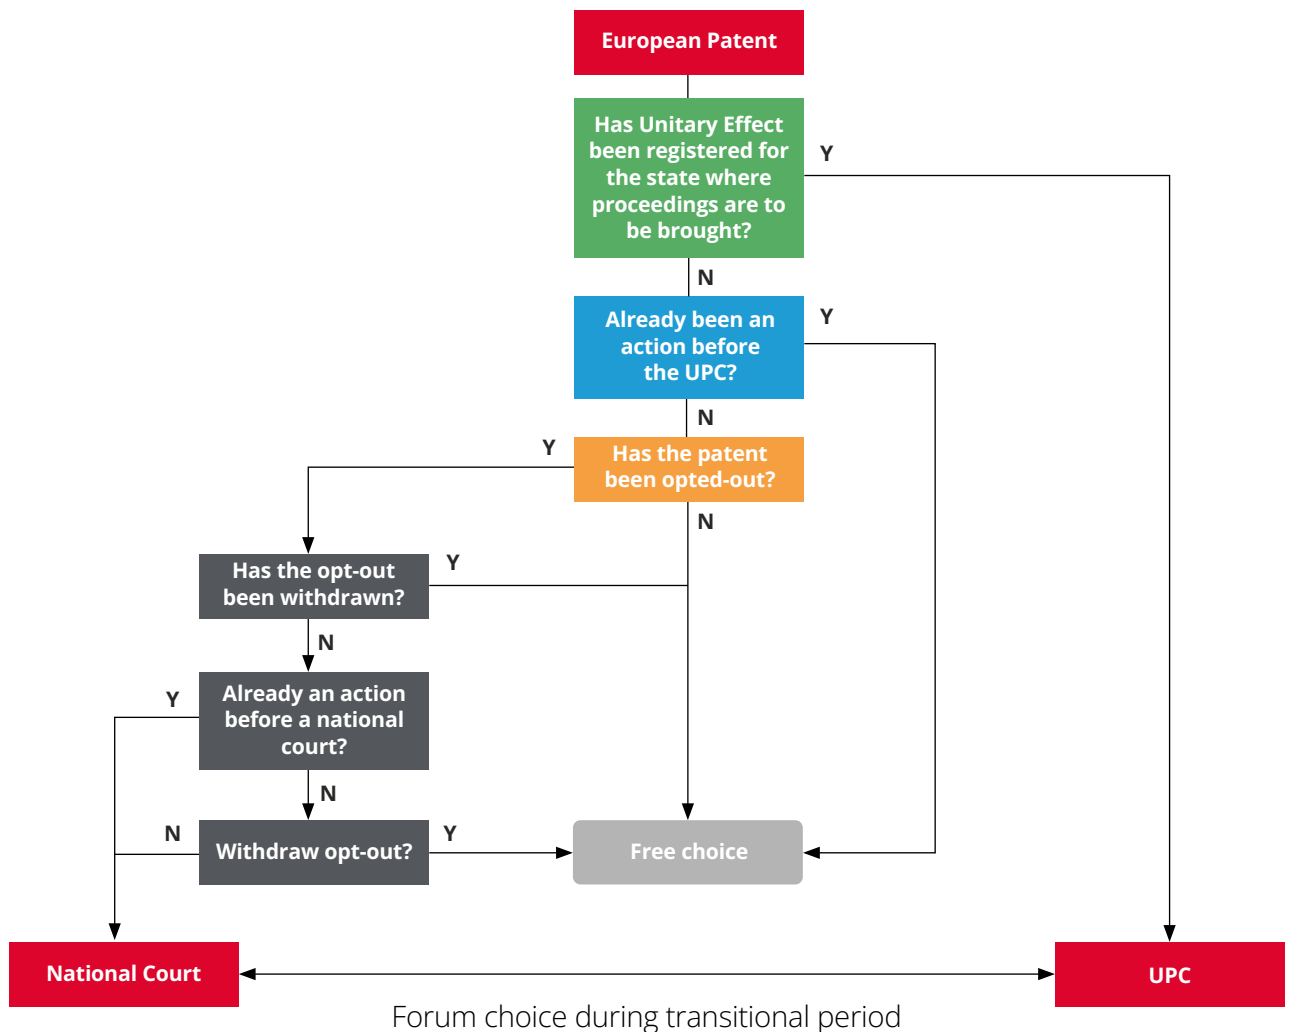 European Patent
Has Unitary Effect
been registered for
the state where
proceedings are to
be brought?
Y
N
Already been an
action before
the UPC?
Y
N
Has the patent
been opted-out?
Y
N
Has the opt-out
been withdrawn?
Y
N
Already an action
before a national
court?
Y
N
Withdraw opt-out?
N
Y
Free choice
National Court
UPC
Forum choice during transitional period